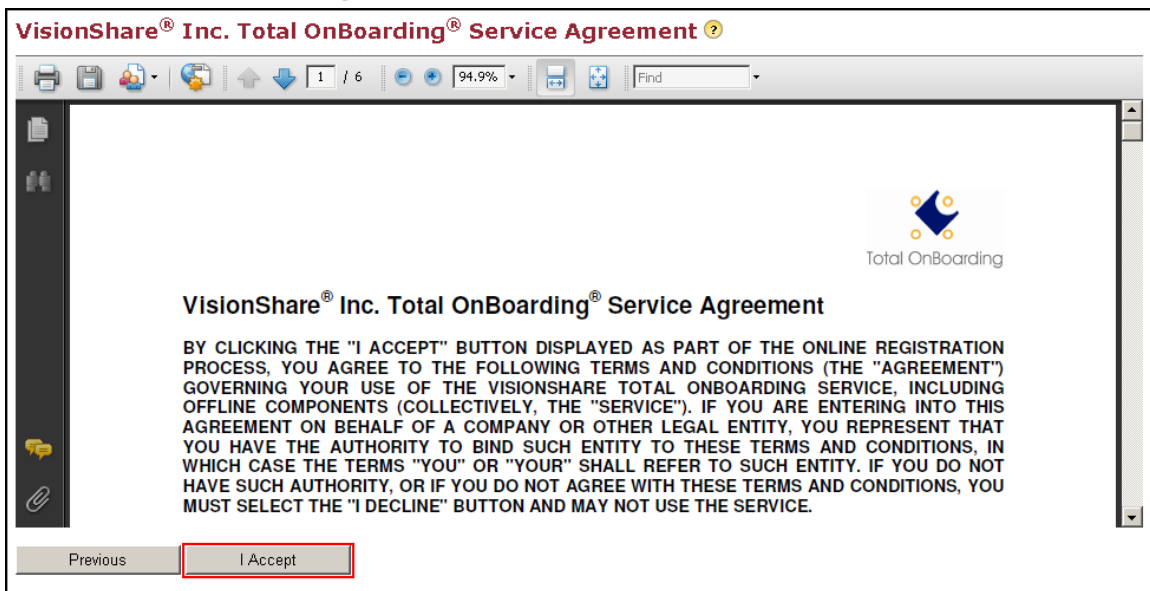 VisionShare® Inc. Total OnBoarding® Service Agreement ?
1 / 6 94.9% Find
Total OnBoarding
VisionShare® Inc. Total OnBoarding® Service Agreement
BY CLICKING THE "I ACCEPT" BUTTON DISPLAYED AS PART OF THE ONLINE REGISTRATION
PROCESS, YOU AGREE TO THE FOLLOWING TERMS AND CONDITIONS (THE "AGREEMENT")
GOVERNING YOUR USE OF THE VISIONSHARE TOTAL ONBOARDING SERVICE, INCLUDING
OFFLINE COMPONENTS (COLLECTIVELY, THE "SERVICE"). IF YOU ARE ENTERING INTO THIS
AGREEMENT ON BEHALF OF A COMPANY OR OTHER LEGAL ENTITY, YOU REPRESENT THAT
YOU HAVE THE AUTHORITY TO BIND SUCH ENTITY TO THESE TERMS AND CONDITIONS, IN
WHICH CASE THE TERMS "YOU" OR "YOUR" SHALL REFER TO SUCH ENTITY. IF YOU DO NOT
HAVE SUCH AUTHORITY, OR IF YOU DO NOT AGREE WITH THESE TERMS AND CONDITIONS, YOU
MUST SELECT THE "I DECLINE" BUTTON AND MAY NOT USE THE SERVICE.
Previous I Accept